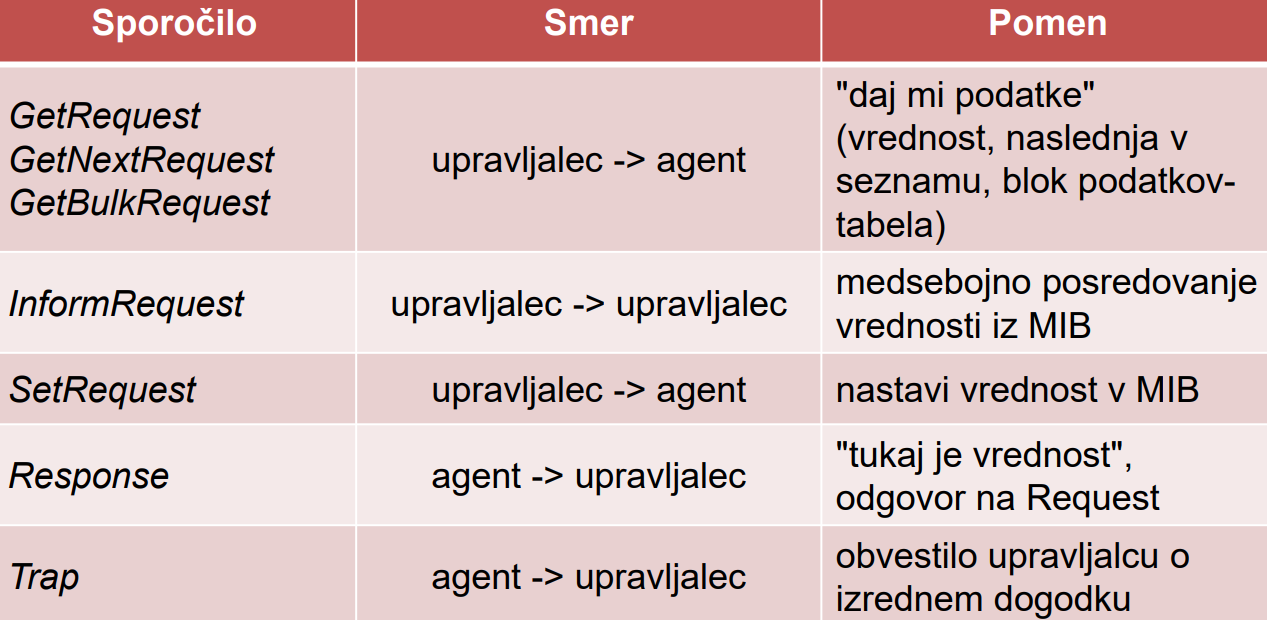 Sporočilo
Smer
Pomen
GetRequest
GetNextRequest
GetBulkRequest
upravljalec -> agent
"daj mi podatke"
(vrednost, naslednja v
seznamu, blok podatkov-
tabela)
InformRequest
upravljalec -> upravljalec
medsebojno posredovanje
vrednosti iz MIB
SetRequest
upravljalec -> agent
nastavi vrednost v MIB
Response
agent -> upravljalec
"tukaj je vrednost",
odgovor na Request
Trap
agent -> upravljalec
obvestilo upravljalcu o
izrednem dogodku